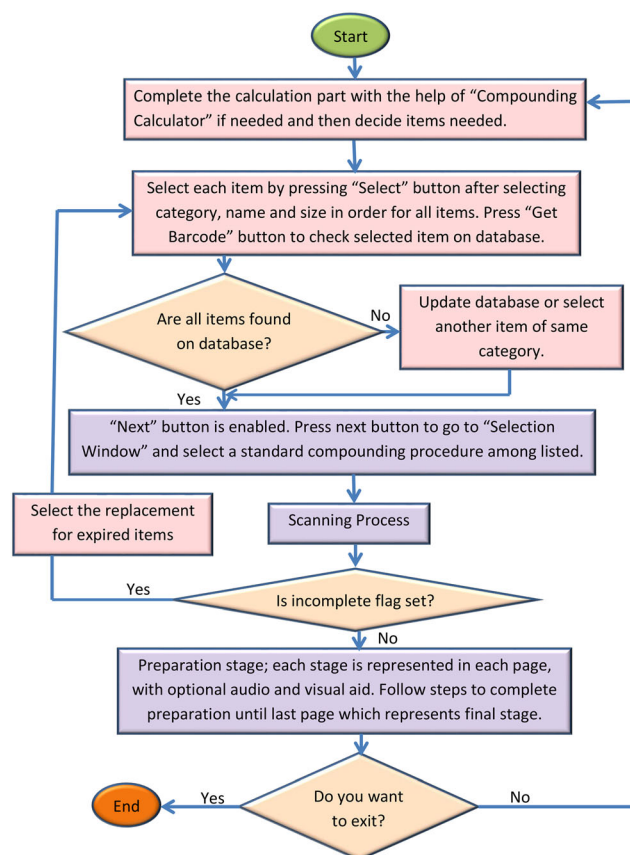 Start
Complete the calculation part with the help of “Compounding
Calculator” if needed and then decide items needed.
Select each item by pressing “Select” button after selecting
category, name and size in order for all items. Press “Get
Barcode” button to check selected item on database.
Are all items found
on database?
No
Update database or select
another item of same
category.
Yes
“Next” button is enabled. Press next button to go to “Selection
Window” and select a standard compounding procedure among listed.
Select the replacement
for expired items
Scanning Process
Yes
Is incomplete flag set?
No
Preparation stage; each stage is represented in each page,
with optional audio and visual aid. Follow steps to complete
preparation until last page which represents final stage.
End
Yes
Do you want
to exit?
No